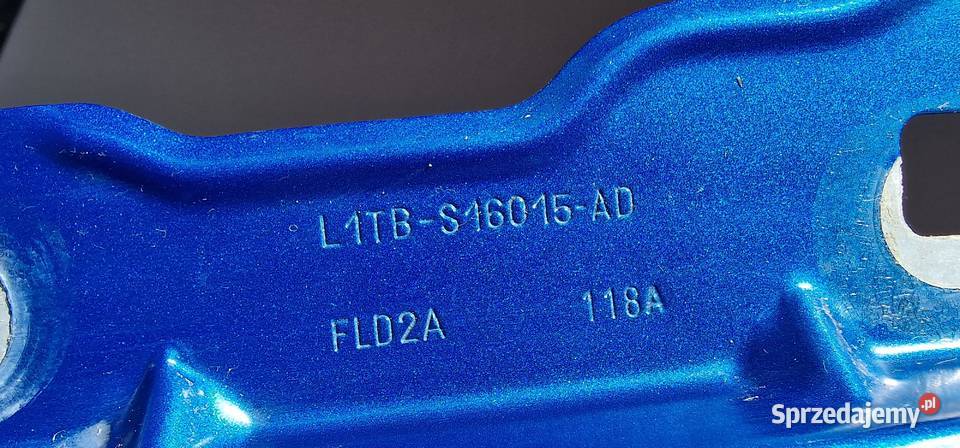 L1TB-S16015-AD
FLD2A 118A
Sprzedajemy.pl